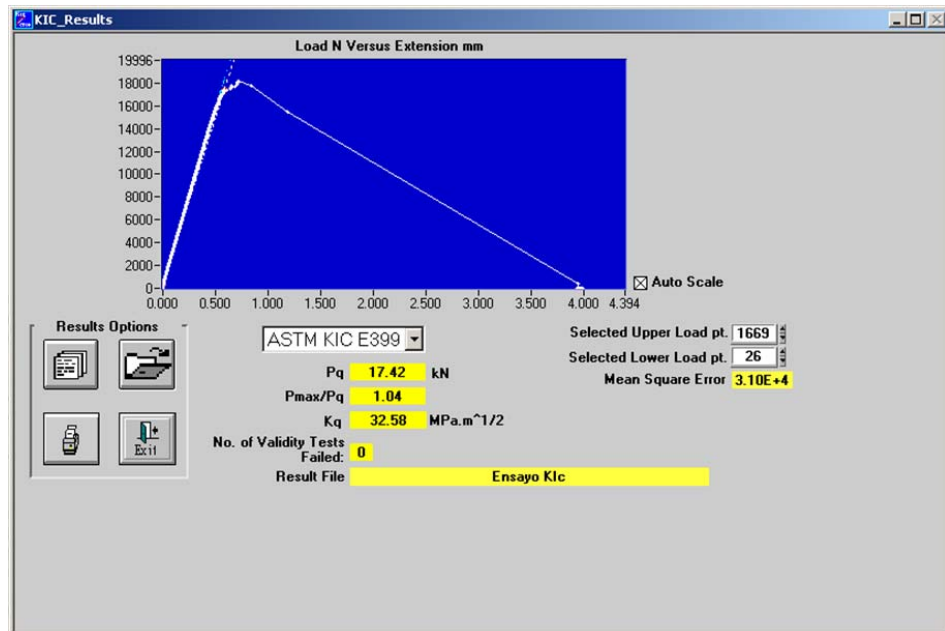 KIC_Results
Load N Versus Extension mm
19996
18000
16000
14000
12000
10000
8000
6000
4000
2000
0
0.000 0.500 1.000 1.500 2.000 2.500 3.000 3.500 4.000 4.394
Auto Scale
Results Options
Exit
ASTM KIC E399
Selected Upper Load pt. 1669
Selected Lower Load pt. 26
Mean Square Error 3.10E+4
Pq 17.42 kN
Pmax/Pq 1.04
Kq 32.58 MPa.m^1/2
No. of Validity Tests
Failed: 0
Result File Ensayo KIc